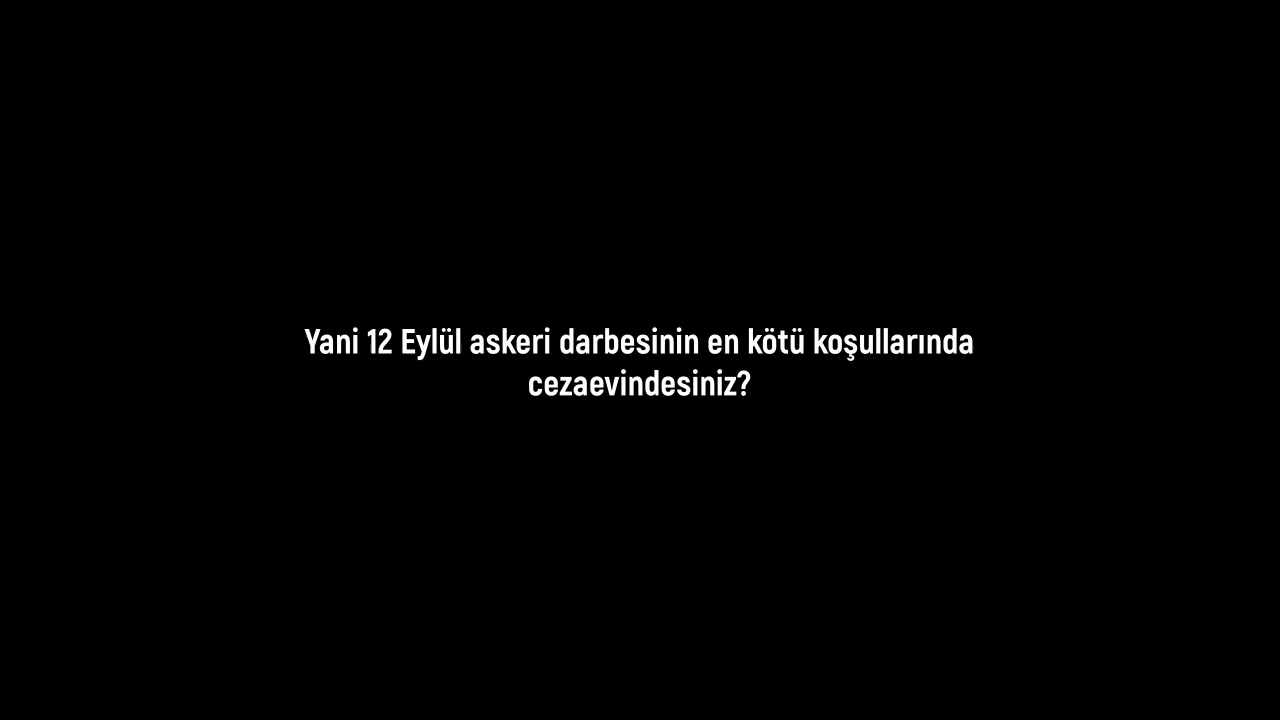 Yani 12 Eylül askeri darbesinin en kötü koşullarında
cezaevindesiniz?